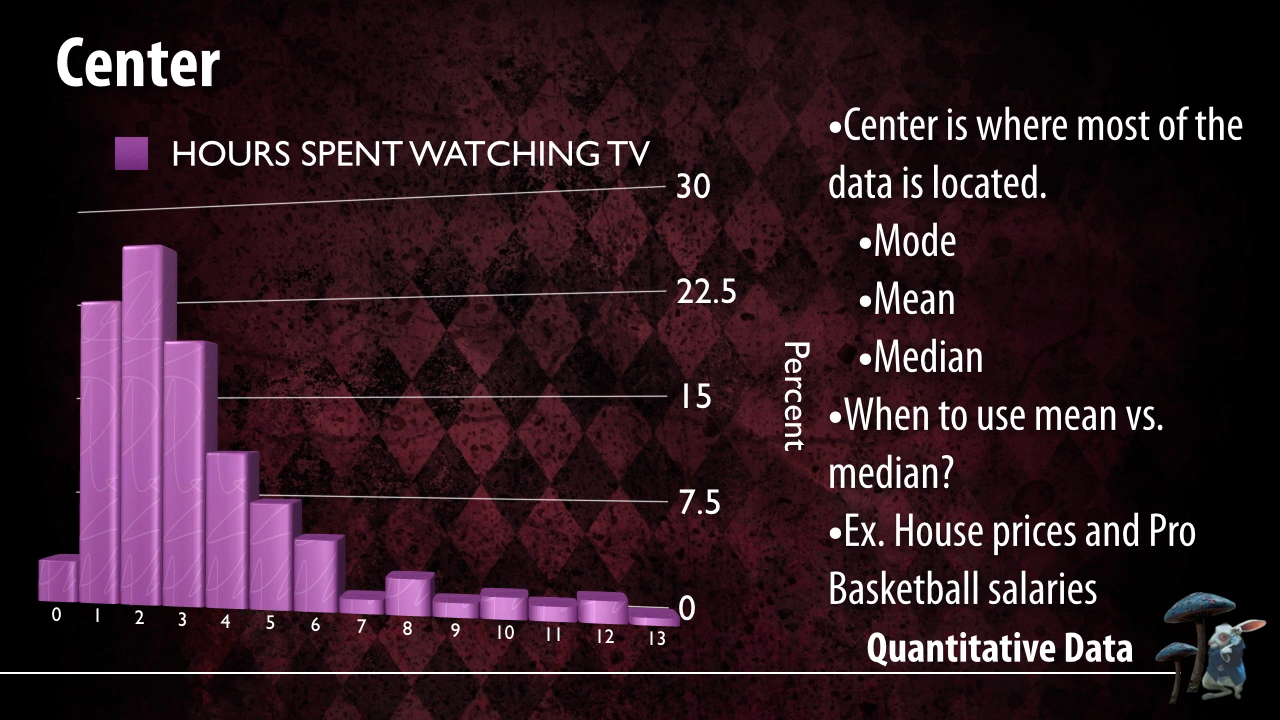 Center
HOURS SPENT WATCHING TV
30
22.5
15
7.5
0
Percent
0 1 2 3 4 5 6 7 8 9 10 11 12 13
•Center is where most of the
data is located.
•Mode
•Mean
•Median
•When to use mean vs.
median?
•Ex. House prices and Pro
Basketball salaries
Quantitative Data